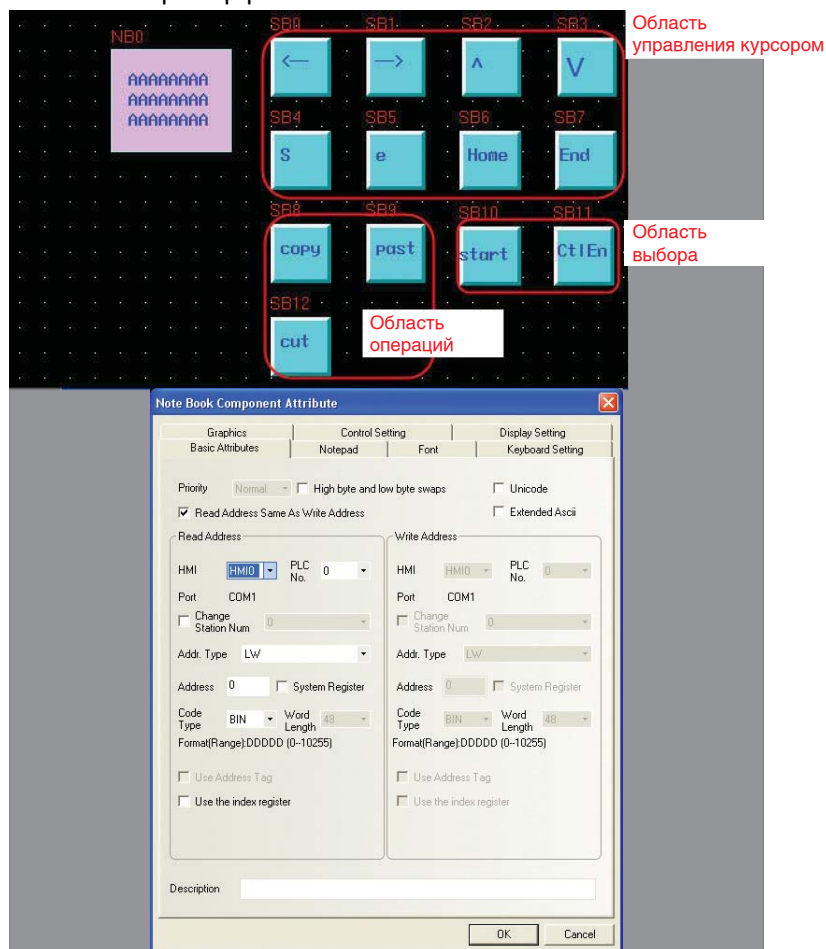 SB0 SB1 SB2 SB3
Область
управления курсором
NB0
<— —> ^ V
AAAAAAAA
AAAAAAAA
AAAAAAAA
SB4 SB5 SB6 SB7
S e Home End
SB8 SB9 SB10 SB11
Область
выбора
copy past start CtlEn
SB12
Область
операций
cut
Note Book Component Attribute
Graphics Control Setting Display Setting
Basic Attributes Notepad Font Keyboard Setting
Priority Normal High byte and low byte swaps Unicode
Read Address Same As Write Address Extended Ascii
Read Address Write Address
HMI HMI0 PLC No. 0 HMI HMI0 PLC No. 0
Port COM1 Port COM1
Change Station Num 0 Change Station Num 0
Addr. Type LW Addr. Type LW
Address 0 System Register Address 0 System Register
Code Type BIN Word Length 48 Code Type BIN Word Length 48
Format(Range):DDDDD (0--10255) Format(Range):DDDDD (0--10255)
Use Address Tag Use Address Tag
Use the index register Use the index register
Description
OK Cancel